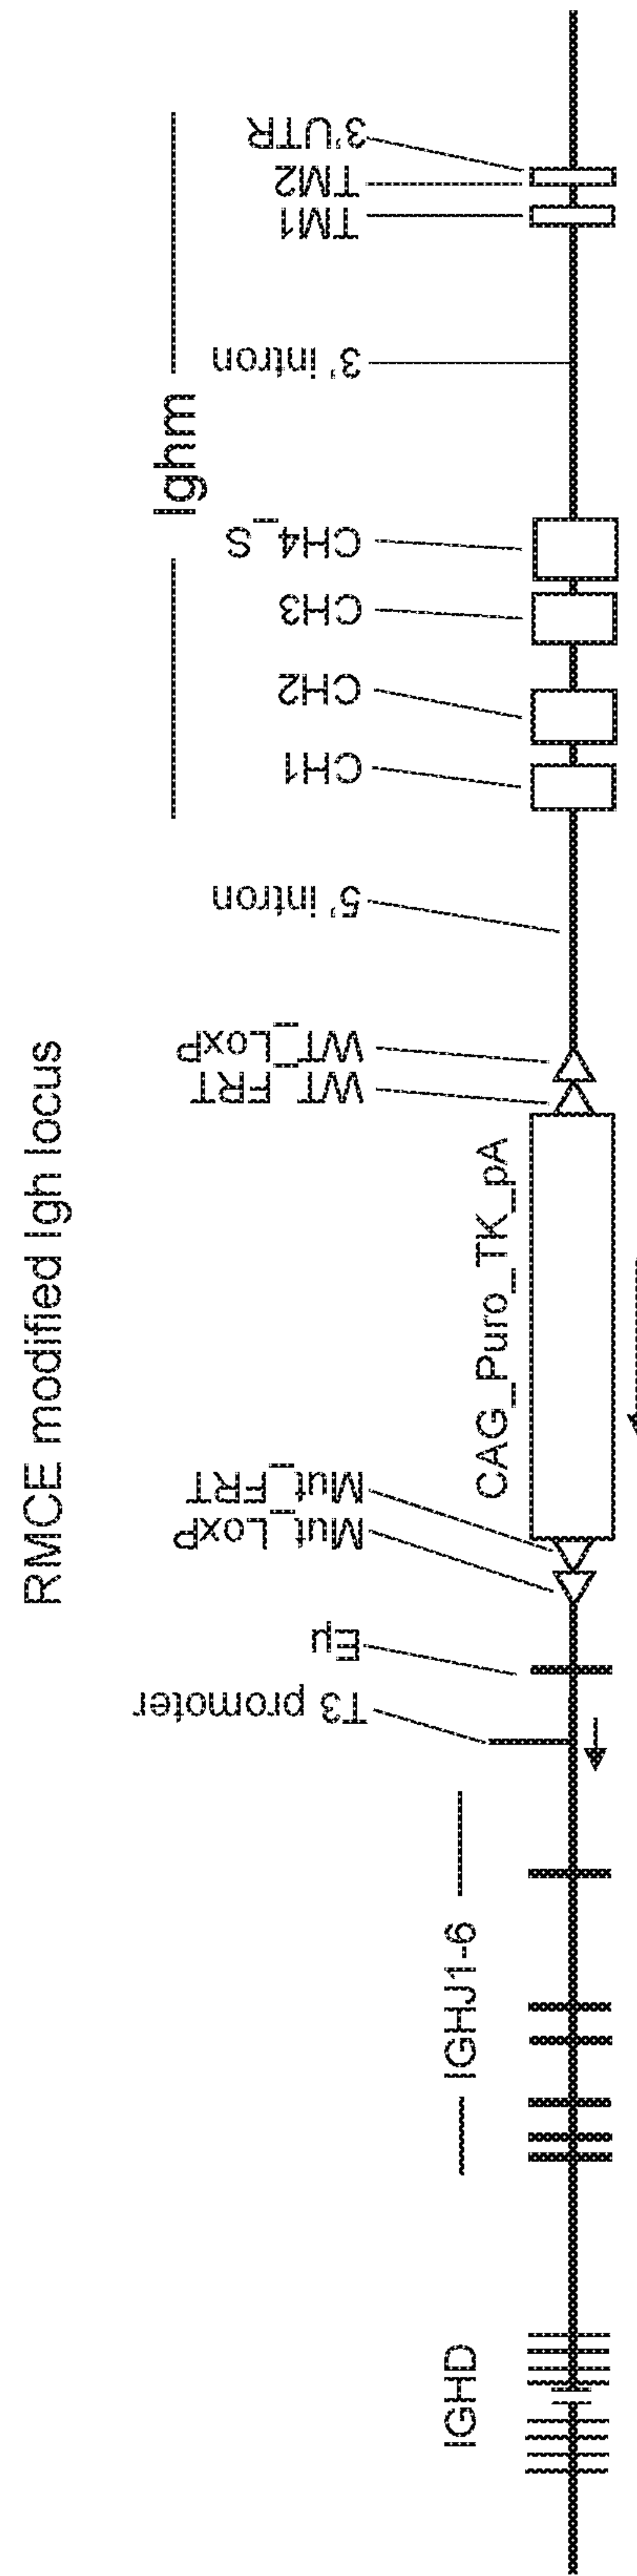 RMCE modified Igh locus
IGHD
IGHJ1-6
T3 promoter
Eμ
Mut_LoxP
Mut_FRT
CAG_Puro_TK_pA
WT_FRT
WT_LoxP
5' intron
Ighm
CH1
CH2
CH3
CH4_S
3' intron
TM1
TM2
3'UTR